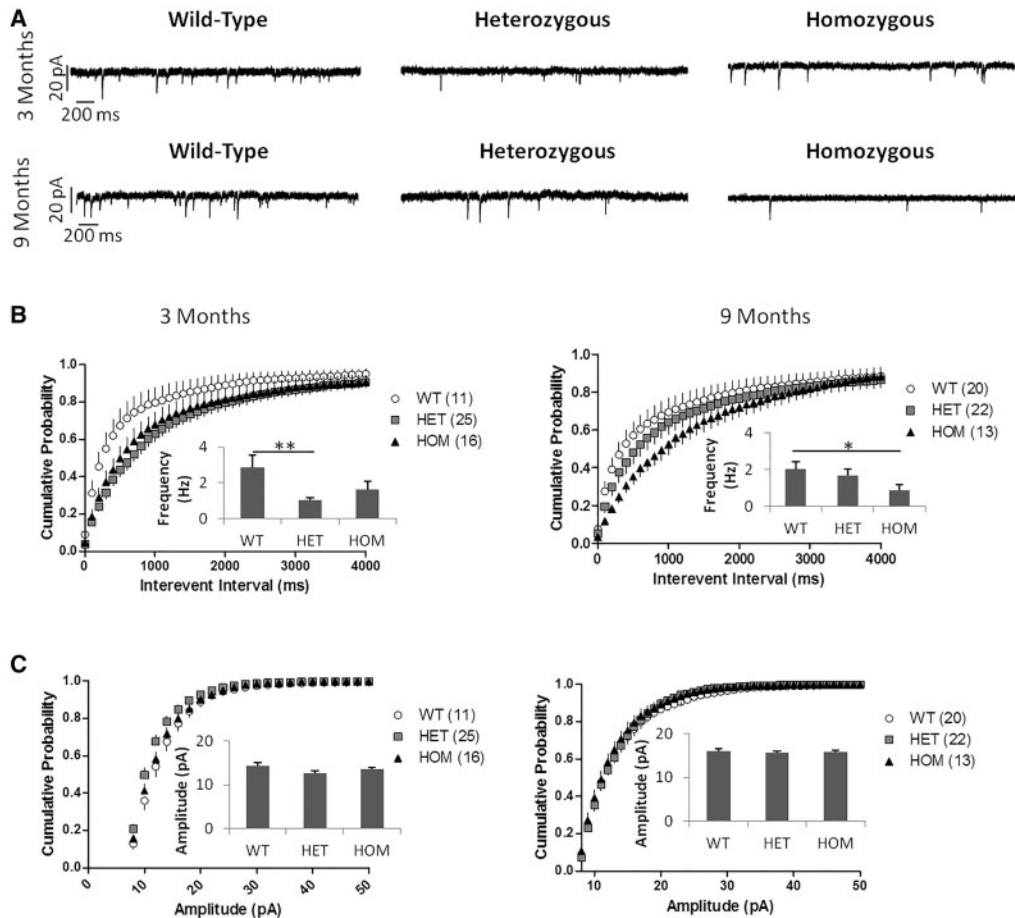 A
Wild-Type Heterozygous Homozygous
3 Months
20 pA
200 ms
Wild-Type Heterozygous Homozygous
9 Months
20 pA
200 ms
B
3 Months
Cumulative Probability
1.0
0.8
0.6
0.4
0.2
0.0
0 1000 2000 3000 4000
Interevent Interval (ms)
WT (11)
HET (25)
HOM (16)
Frequency (Hz)
4
2
0
**
WT HET HOM
9 Months
Cumulative Probability
1.0
0.8
0.6
0.4
0.2
0.0
0 1000 2000 3000 4000
Interevent Interval (ms)
WT (20)
HET (22)
HOM (13)
Frequency (Hz)
4
2
0
*
WT HET HOM
C
Cumulative Probability
1.0
0.8
0.6
0.4
0.2
0.0
0 10 20 30 40 50
Amplitude (pA)
WT (11)
HET (25)
HOM (16)
Amplitude (pA)
20
10
0
WT HET HOM
Cumulative Probability
1.0
0.8
0.6
0.4
0.2
0.0
10 20 30 40 50
Amplitude (pA)
WT (20)
HET (22)
HOM (13)
Amplitude (pA)
20
10
0
WT HET HOM